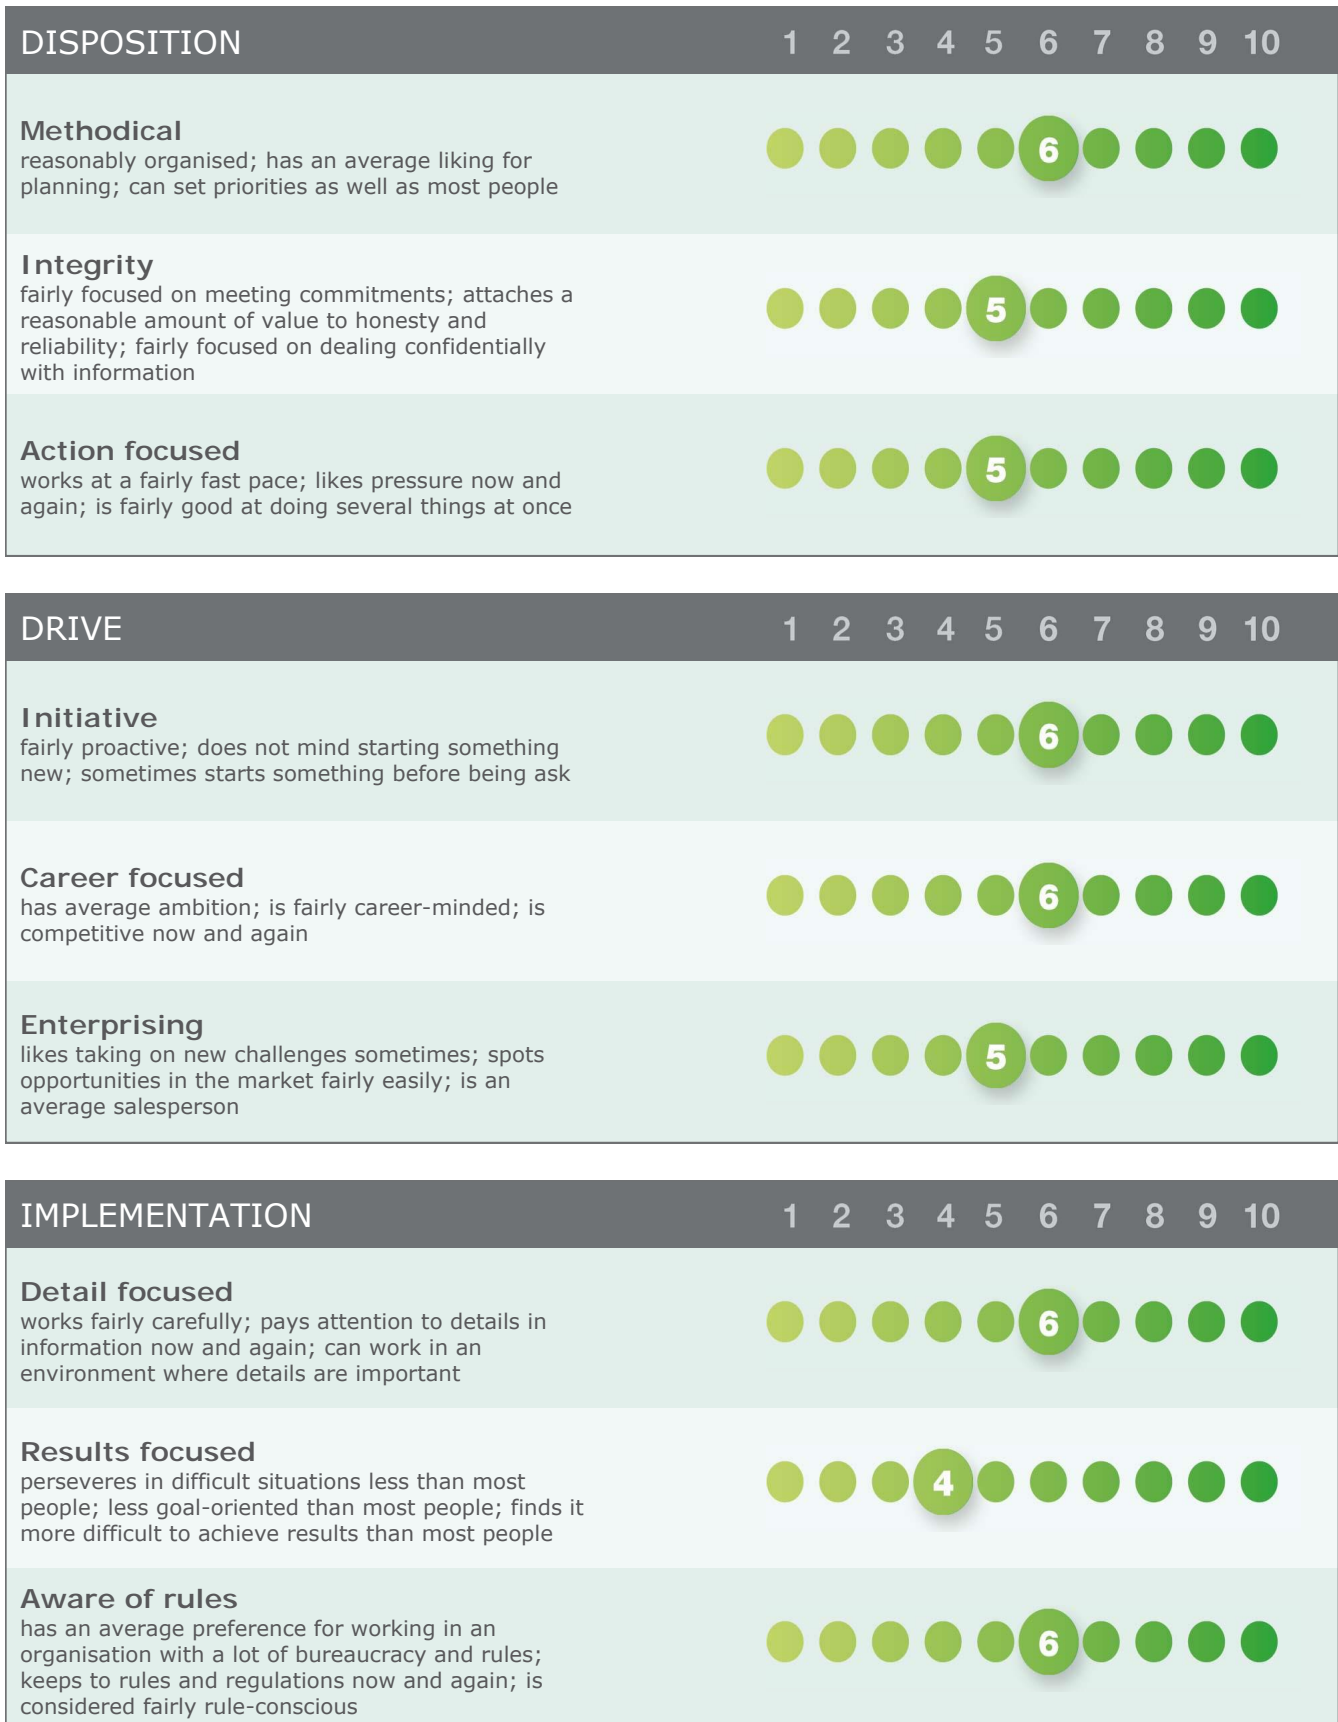 DISPOSITION 1 2 3 4 5 6 7 8 9 10
Methodical
reasonably organised; has an average liking for
planning; can set priorities as well as most people
6
Integrity
fairly focused on meeting commitments; attaches a
reasonable amount of value to honesty and
reliability; fairly focused on dealing confidentially
with information
5
Action focused
works at a fairly fast pace; likes pressure now and
again; is fairly good at doing several things at once
5
DRIVE 1 2 3 4 5 6 7 8 9 10
Initiative
fairly proactive; does not mind starting something
new; sometimes starts something before being ask
6
Career focused
has average ambition; is fairly career-minded; is
competitive now and again
6
Enterprising
likes taking on new challenges sometimes; spots
opportunities in the market fairly easily; is an
average salesperson
5
IMPLEMENTATION 1 2 3 4 5 6 7 8 9 10
Detail focused
works fairly carefully; pays attention to details in
information now and again; can work in an
environment where details are important
6
Results focused
perseveres in difficult situations less than most
people; less goal-oriented than most people; finds it
more difficult to achieve results than most people
4
Aware of rules
has an average preference for working in an
organisation with a lot of bureaucracy and rules;
keeps to rules and regulations now and again; is
considered fairly rule-conscious
6